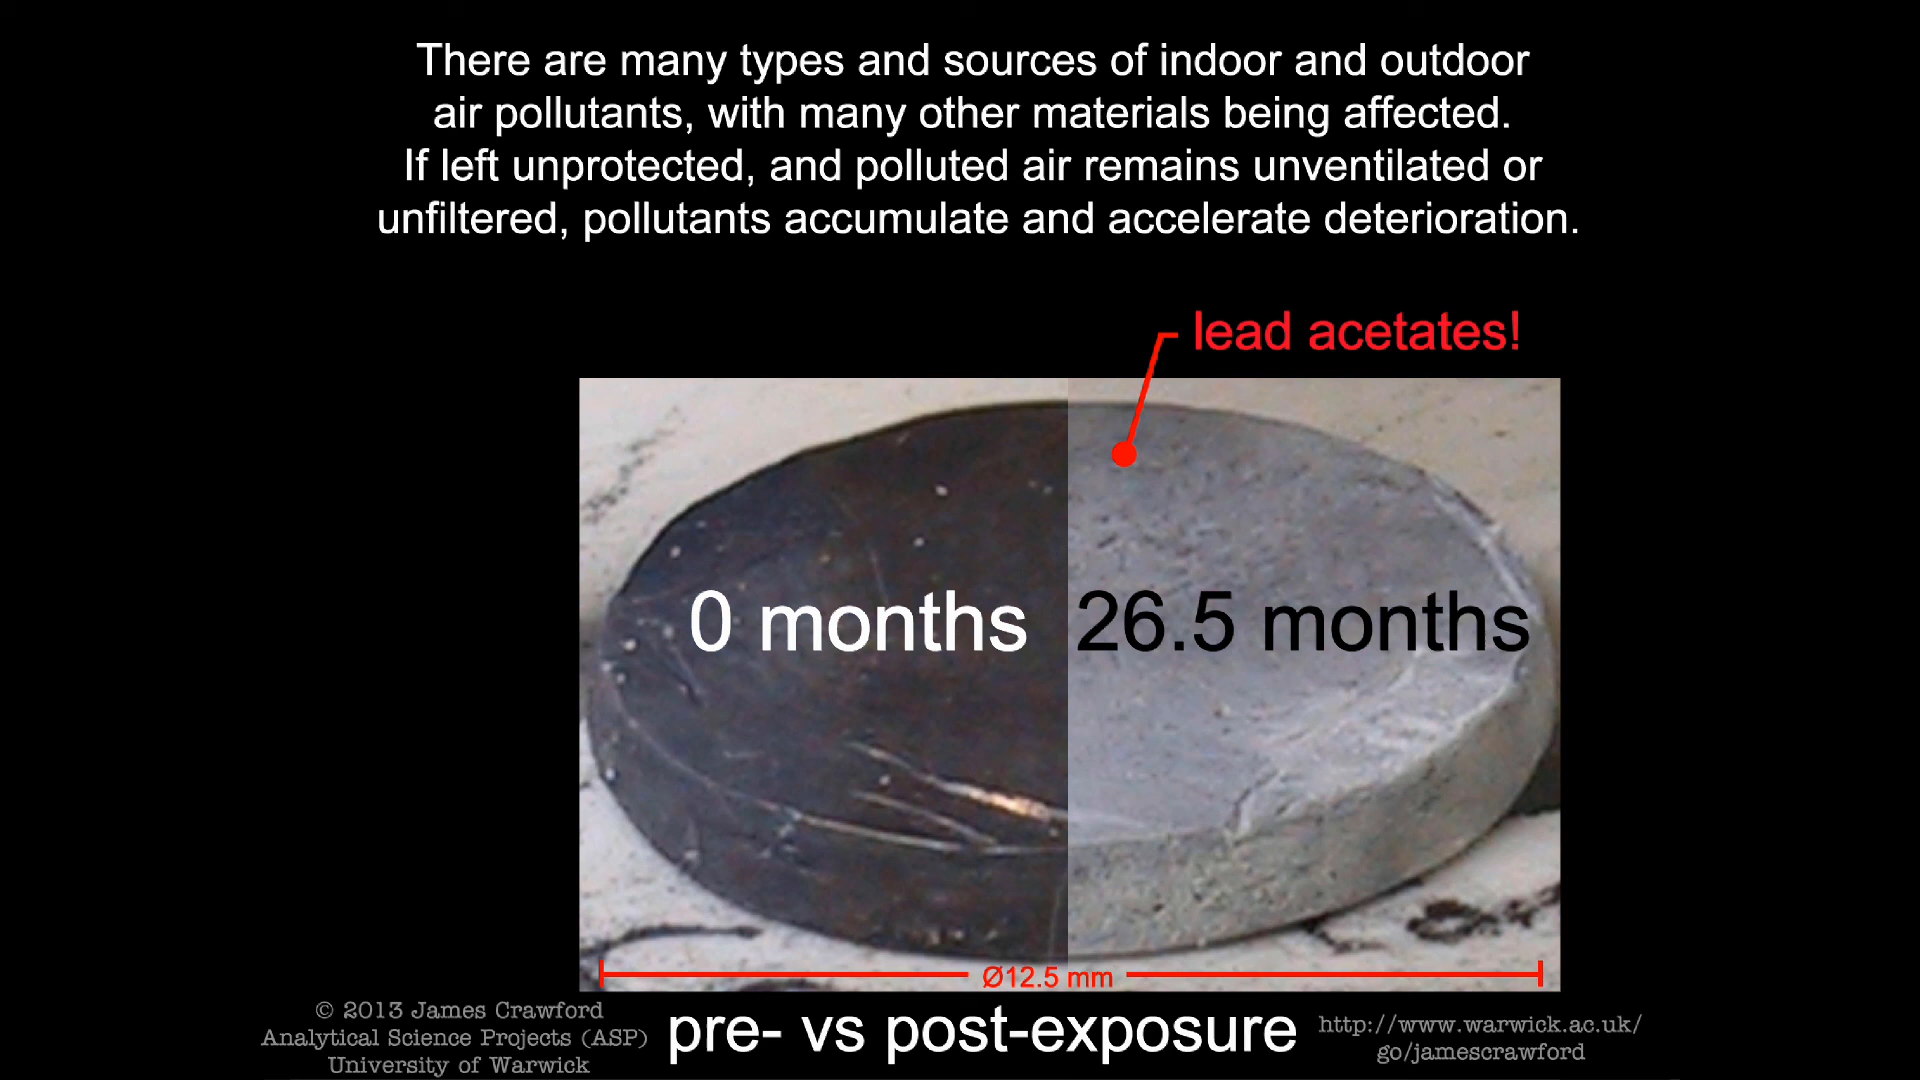 There are many types and sources of indoor and outdoor
air pollutants, with many other materials being affected.
If left unprotected, and polluted air remains unventilated or
unfiltered, pollutants accumulate and accelerate deterioration.
lead acetates!
0 months
26.5 months
Ø12.5 mm
pre- vs post-exposure
© 2013 James Crawford
Analytical Science Projects (ASP)
University of Warwick
http://www.warwick.ac.uk/
go/jamescrawford